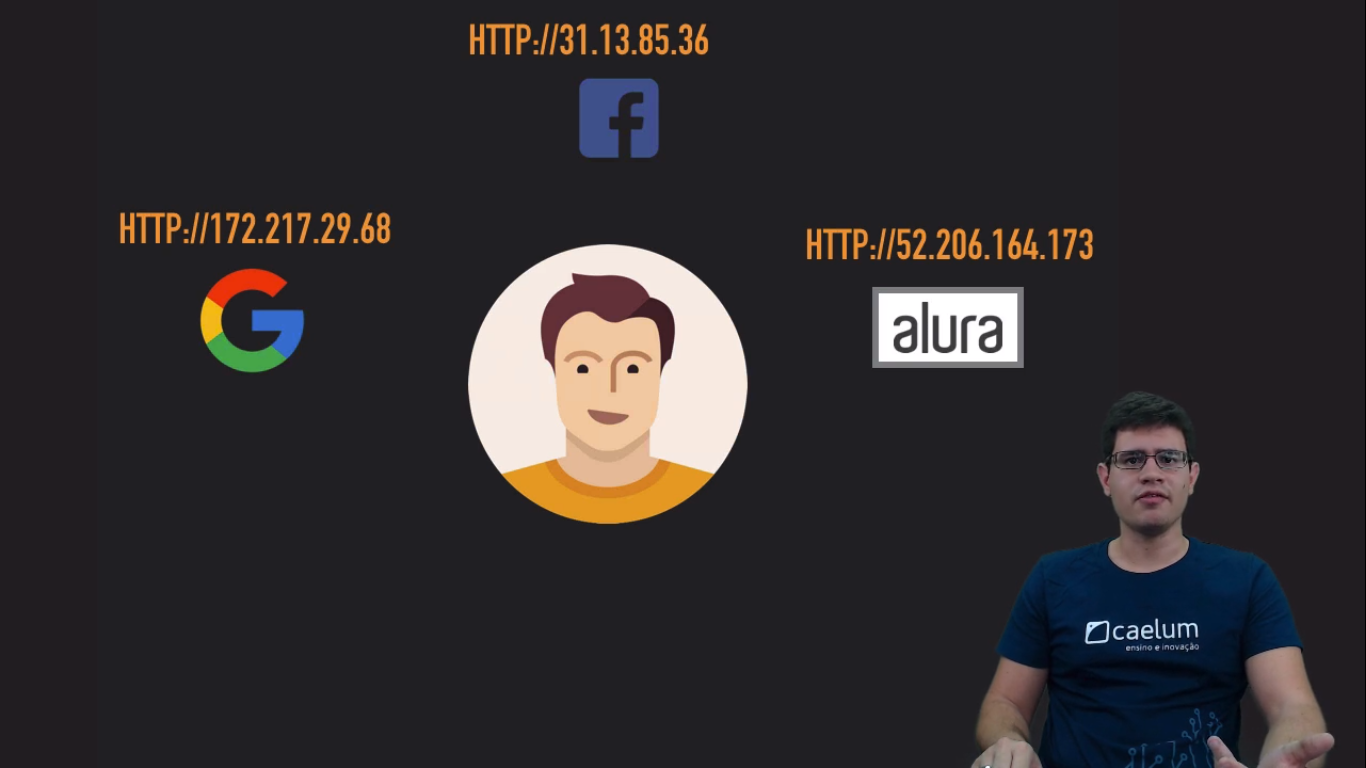 HTTP://31.13.85.36
HTTP://172.217.29.68
HTTP://52.206.164.173
alura
caelum
ensino e inovação